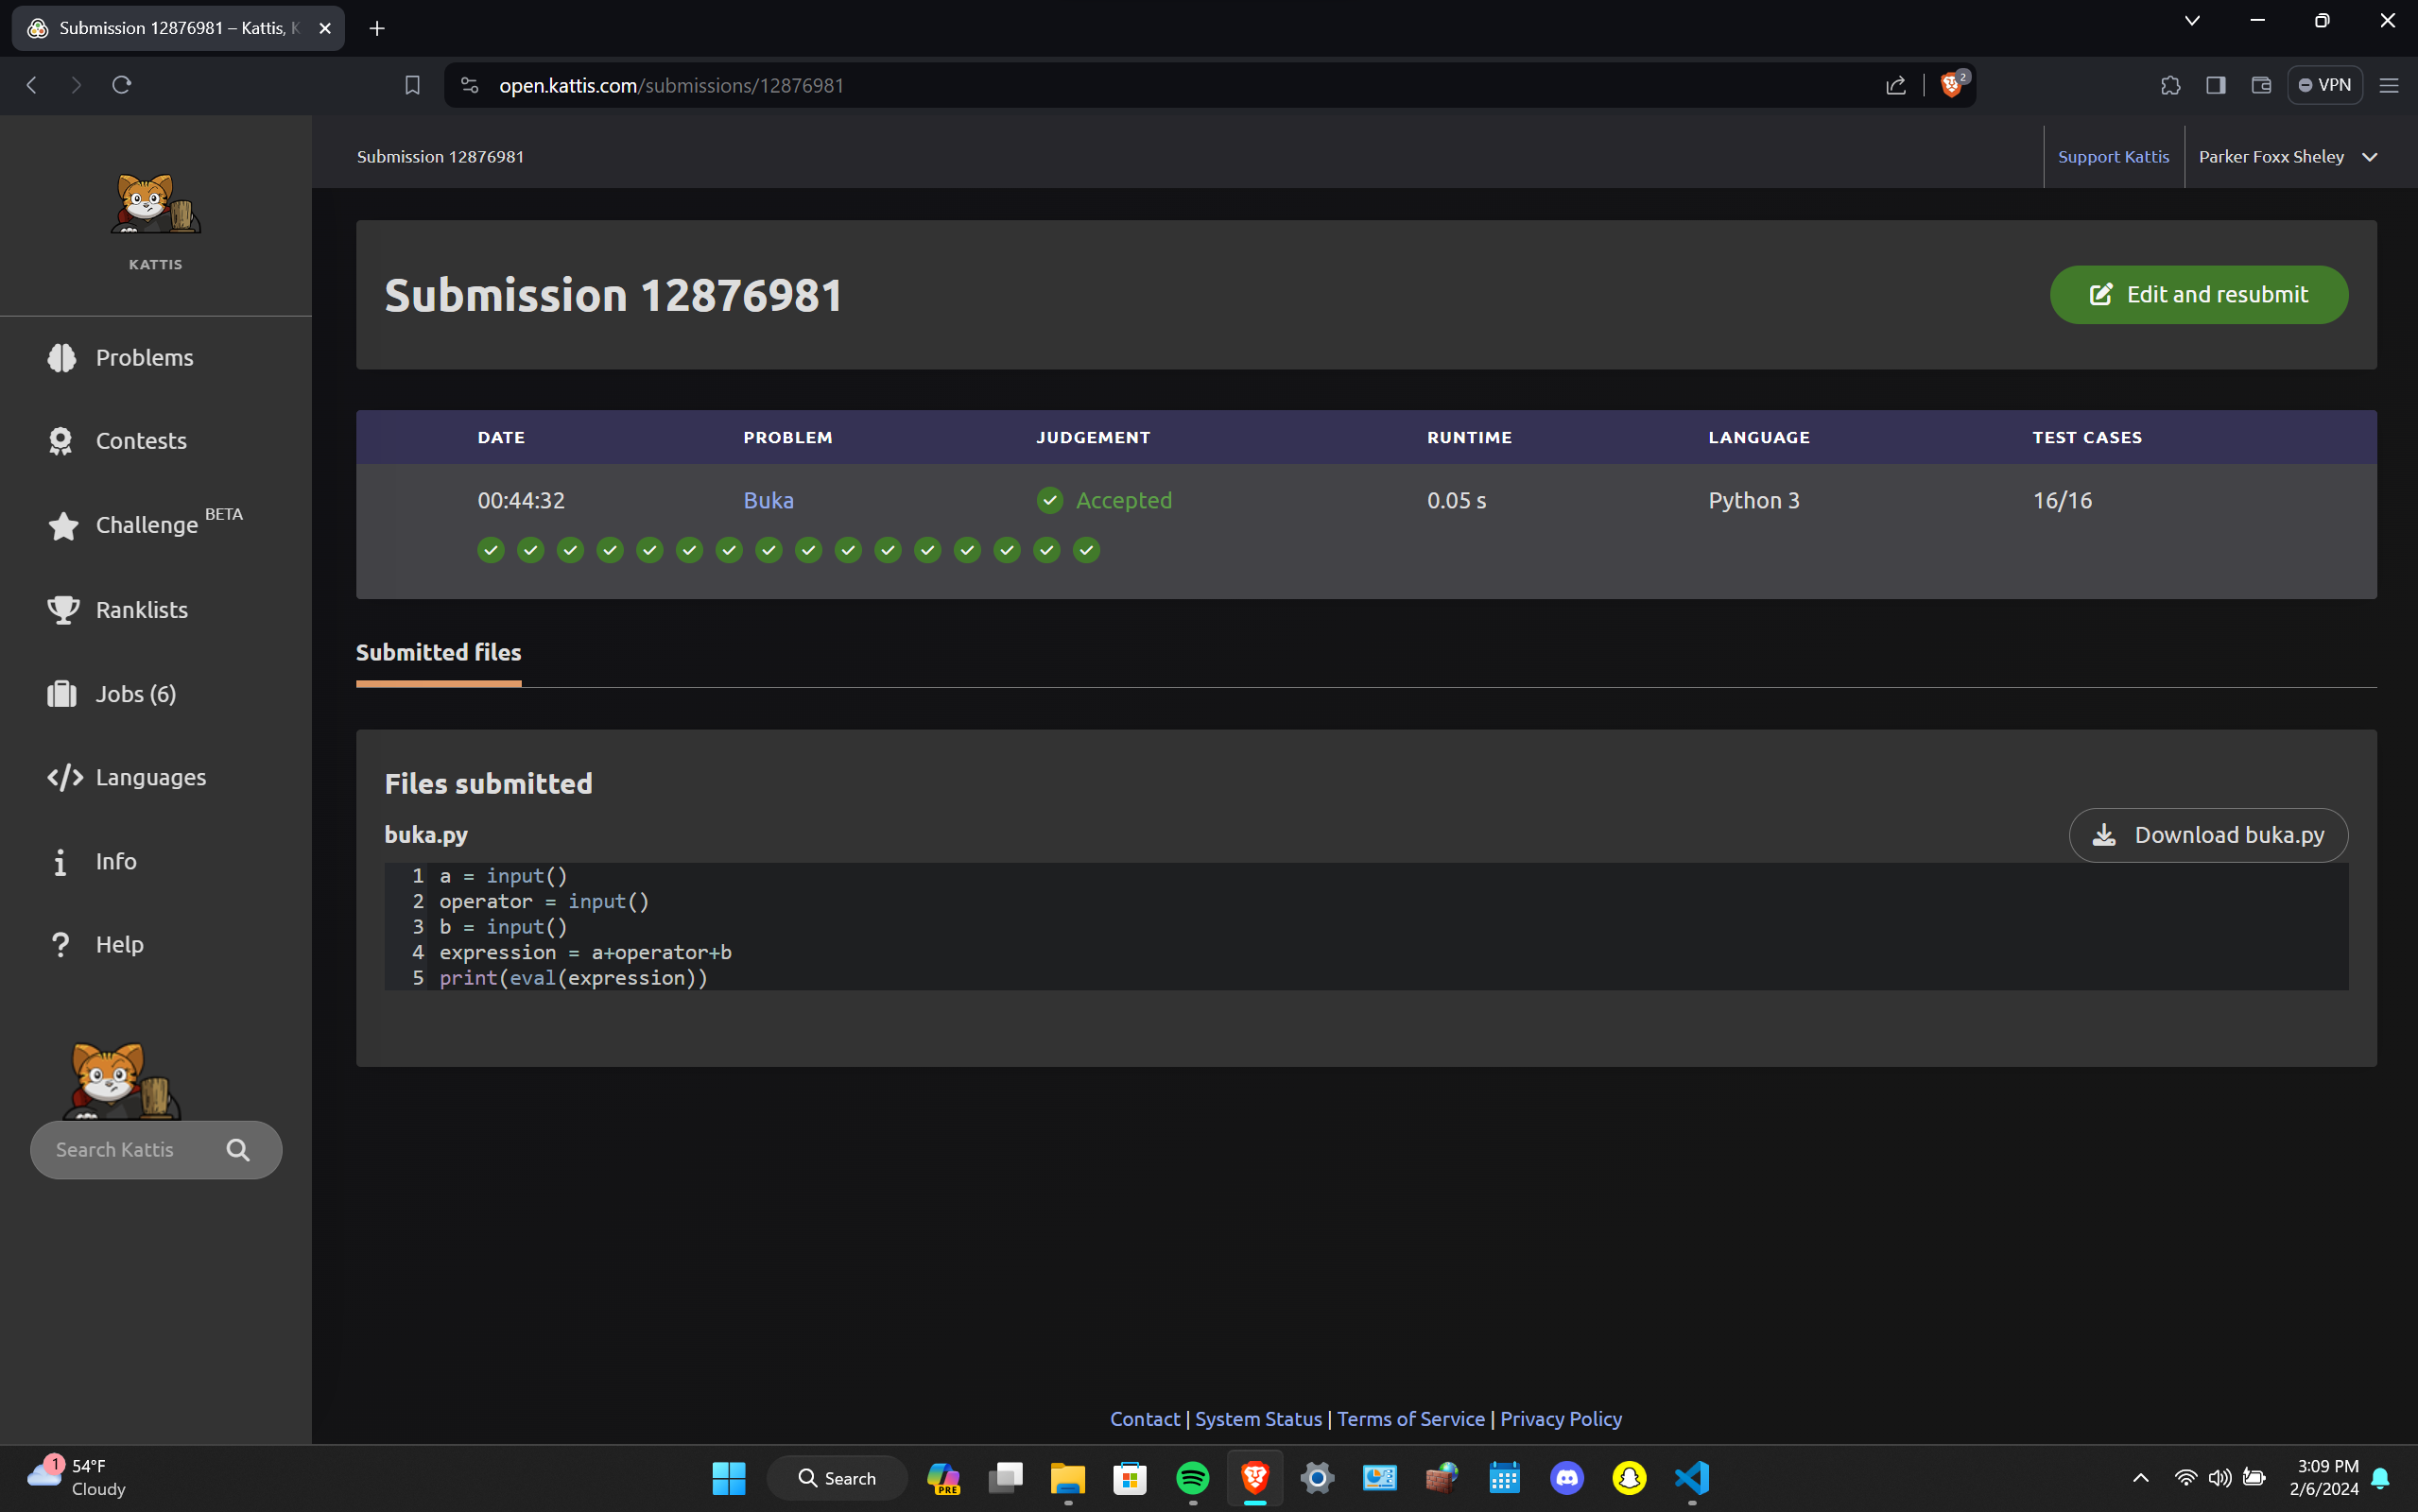 Submission 12876981 – Kattis, K
open.kattis.com/submissions/12876981
2
VPN
Submission 12876981
Support Kattis
Parker Foxx Sheley
KATTIS
Problems
Contests
Challenge BETA
Ranklists
Jobs (6)
Languages
Info
Help
Search Kattis
Submission 12876981
Edit and resubmit
DATE PROBLEM JUDGEMENT RUNTIME LANGUAGE TEST CASES
00:44:32 Buka Accepted 0.05 s Python 3 16/16
Submitted files
Files submitted
buka.py
Download buka.py
1 a = input()
2 operator = input()
3 b = input()
4 expression = a+operator+b
5 print(eval(expression))
Contact | System Status | Terms of Service | Privacy Policy
1
54°F
Cloudy
Search
PRE
3:09 PM
2/6/2024